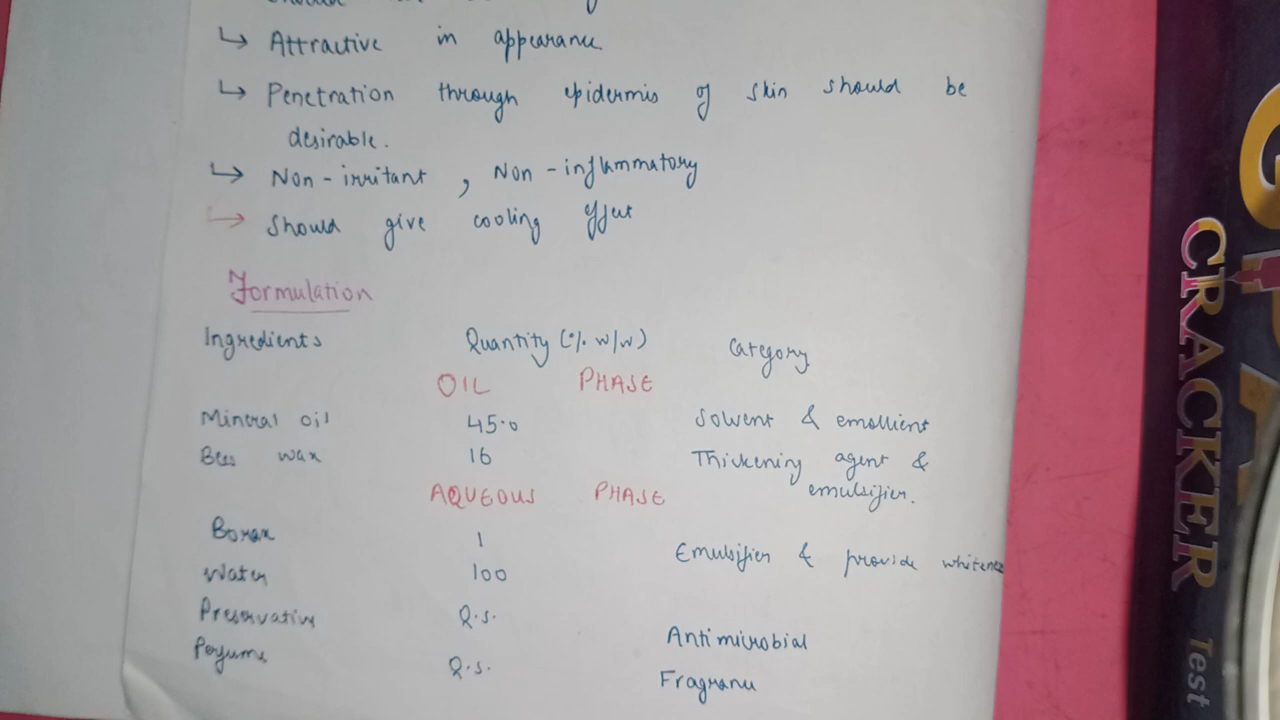 ↳ Attractive in appearance
↳ Penetration through epidermis of skin should be
desirable.
↳ Non-irritant, Non-inflammatory
↳ Should give cooling effect
Formulation
Ingredients Quantity (% w/w) Category
OIL PHASE
Mineral oil 45.0 Solvent & emollient
Bees wax 16 Thickening agent &
emulsifier.
AQUEOUS PHASE
Borax 1 Emulsifier & provide whiteness
Water 100
Preservative Q.S. Antimicrobial
Perfume Q.S. Fragrance
CRACKER
Test